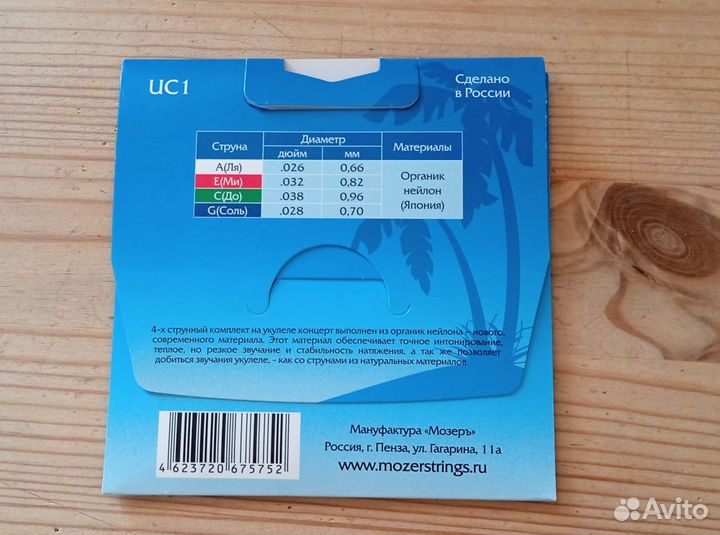 UC1
Сделано
в России
Струна Диаметр Материалы
дюйм мм
A(Ля) .026 0,66
E(Ми) .032 0,82
C(До) .038 0,96
G(Соль) .028 0,70
Органик
нейлон
(Япония)
4-х струнный комплект на укулеле концерт выполнен из органик нейлона - нового,
современного материала. Этот материал обеспечивает точное интонирование,
теплое, но резкое звучание и стабильность натяжения, а так же позволяет
добиться звучания укулеле, - как со струнами из натуральных материалов.
Мануфактура «Мозеръ»
Россия, г. Пенза, ул. Гагарина, 11а
www.mozerstrings.ru
4 623720 675752
Avito